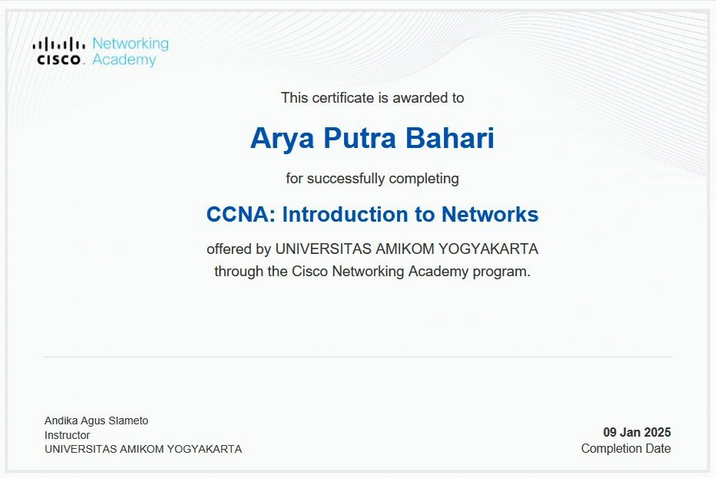 Networking
CISCO Academy
This certificate is awarded to
Arya Putra Bahari
for successfully completing
CCNA: Introduction to Networks
offered by UNIVERSITAS AMIKOM YOGYAKARTA
through the Cisco Networking Academy program.
Andika Agus Slameto
Instructor
UNIVERSITAS AMIKOM YOGYAKARTA
09 Jan 2025
Completion Date